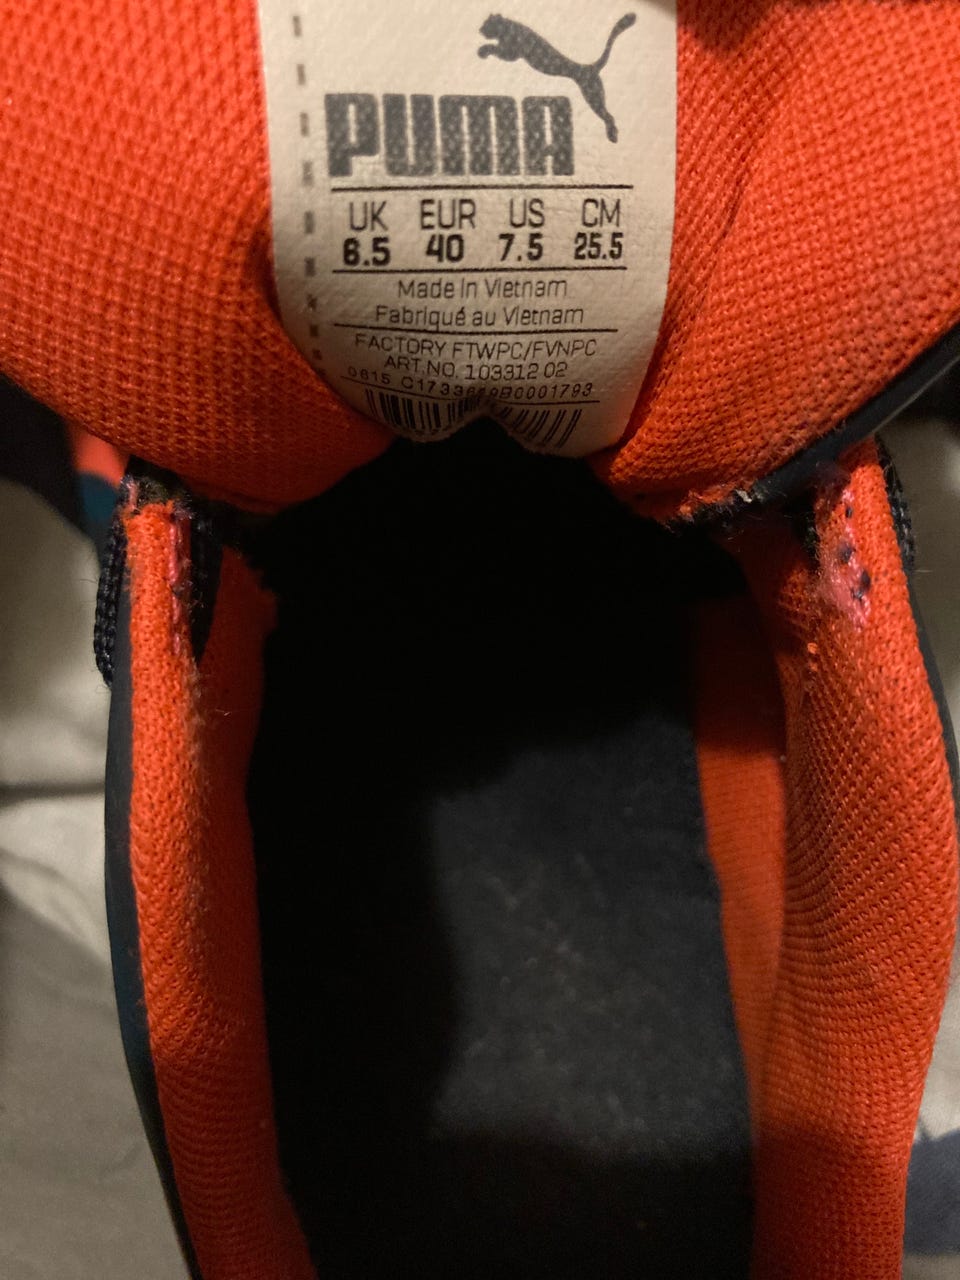 PUMA
UK EUR US CM
6.5 40 7.5 25.5
Made in Vietnam
Fabriqué au Vietnam
FACTORY FTWPC/FVNPC
ART.NO. 103312 02
0615